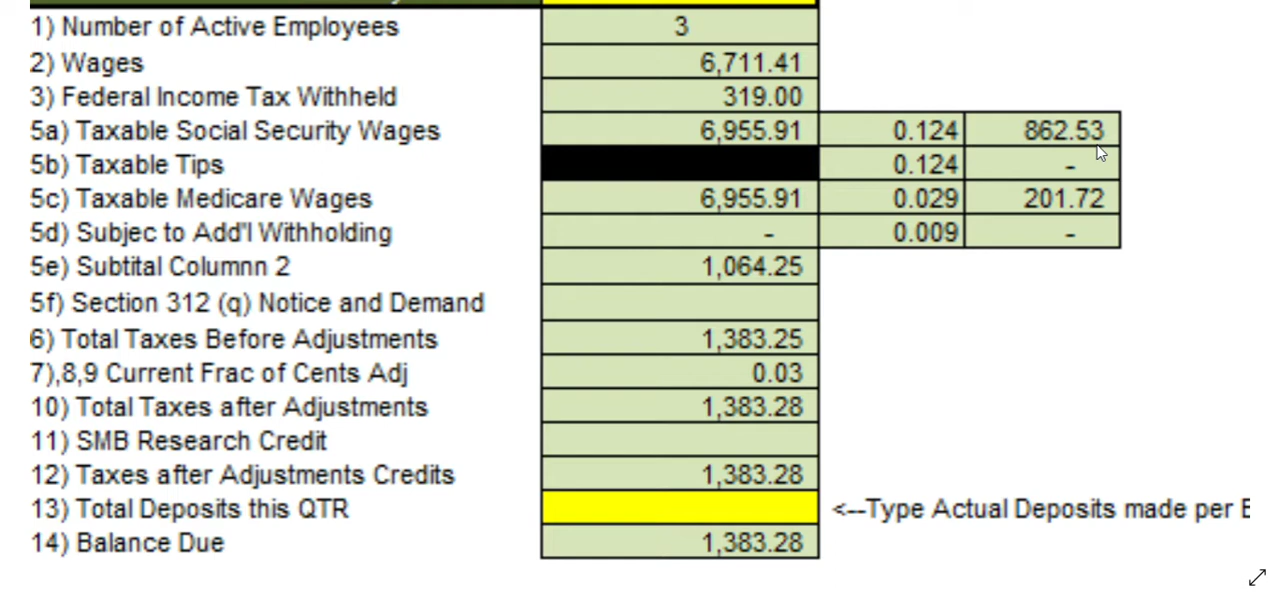 1) Number of Active Employees 3
2) Wages 6,711.41
3) Federal Income Tax Withheld 319.00
5a) Taxable Social Security Wages 6,955.91 0.124 862.53
5b) Taxable Tips 0.124 -
5c) Taxable Medicare Wages 6,955.91 0.029 201.72
5d) Subjec to Add'l Withholding - 0.009 -
5e) Subtital Columnn 2 1,064.25
5f) Section 312 (q) Notice and Demand
6) Total Taxes Before Adjustments 1,383.25
7),8,9 Current Frac of Cents Adj 0.03
10) Total Taxes after Adjustments 1,383.28
11) SMB Research Credit
12) Taxes after Adjustments Credits 1,383.28
13) Total Deposits this QTR <--Type Actual Deposits made per
14) Balance Due 1,383.28